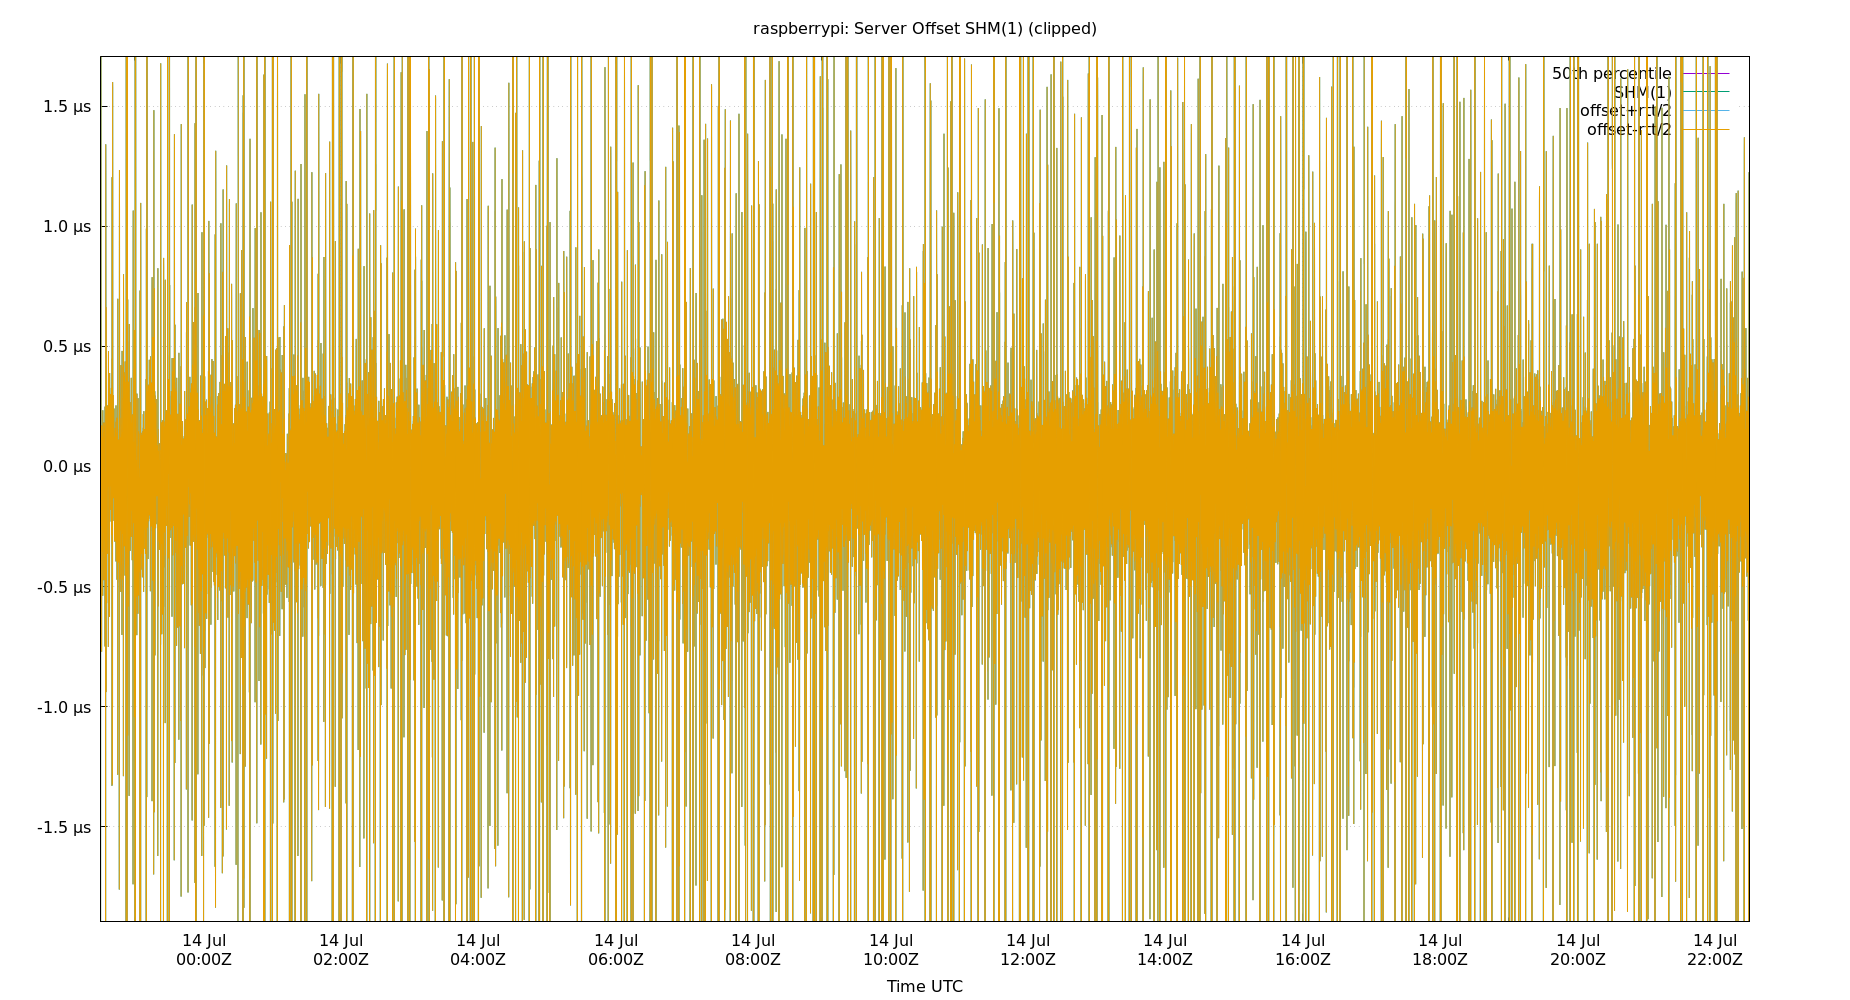 raspberrypi: Server Offset SHM(1) (clipped)
50th percentile
SHM(1)
offset+rtt/2
offset-rtt/2
1.5 µs
1.0 µs
0.5 µs
0.0 µs
-0.5 µs
-1.0 µs
-1.5 µs
14 Jul 14 Jul 14 Jul 14 Jul 14 Jul 14 Jul 14 Jul 14 Jul 14 Jul 14 Jul 14 Jul 14 Jul
00:00Z 02:00Z 04:00Z 06:00Z 08:00Z 10:00Z 12:00Z 14:00Z 16:00Z 18:00Z 20:00Z 22:00Z
Time UTC